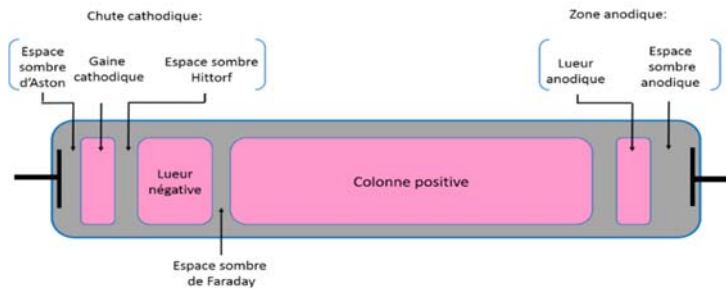 Chute cathodique:
Zone anodique:
Espace
sombre
d'Aston
Gaine
cathodique
Espace sombre
Hittorf
Lueur
anodique
Espace
sombre
anodique
Lueur
négative
Colonne positive
Espace sombre
de Faraday